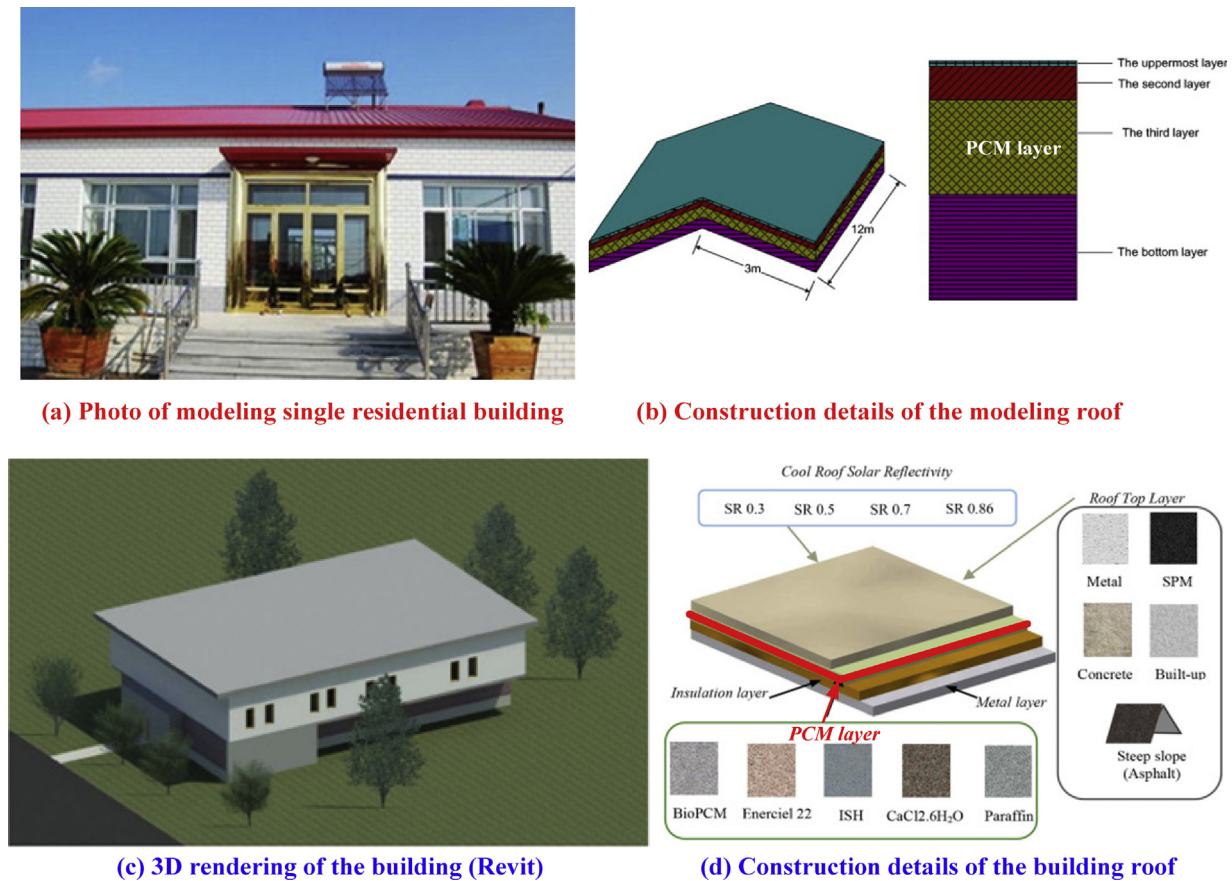 The uppermost layer
The second layer
The third layer
PCM layer
The bottom layer
12m
3m
(a) Photo of modeling single residential building
(b) Construction details of the modeling roof
Cool Roof Solar Reflectivity
SR 0.3 SR 0.5 SR 0.7 SR 0.86
Roof Top Layer
Metal SPM
Concrete Built-up
Steep slope
(Asphalt)
Insulation layer
Metal layer
PCM layer
BioPCM Enerciel 22 ISH CaCl2.6H₂O Paraffin
(c) 3D rendering of the building (Revit)
(d) Construction details of the building roof